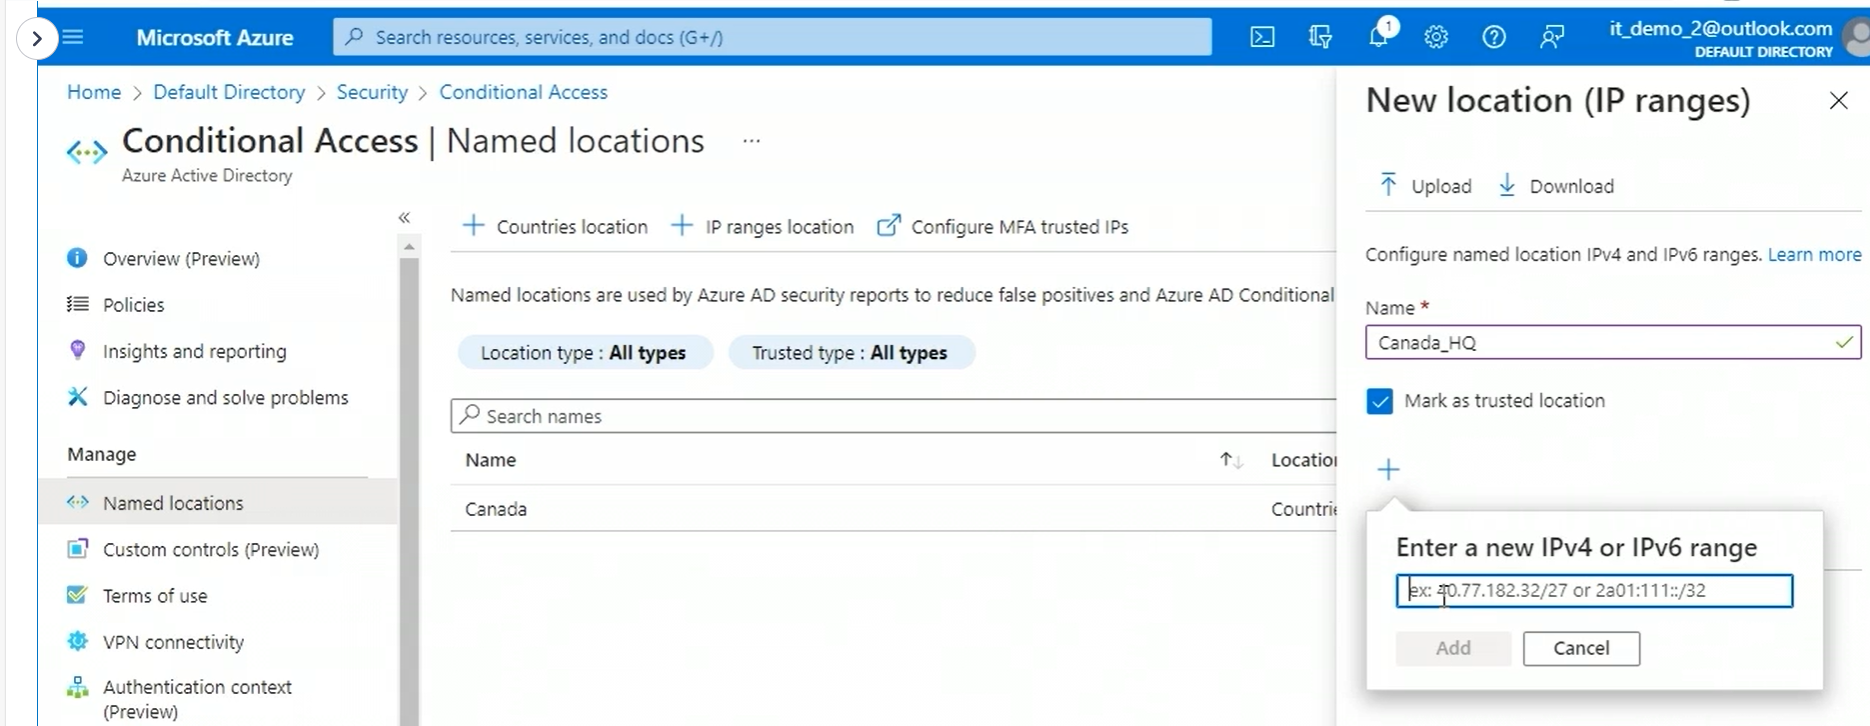 Microsoft Azure
Search resources, services, and docs (G+/)
1
it_demo_2@outlook.com
DEFAULT DIRECTORY
Home > Default Directory > Security > Conditional Access
Conditional Access | Named locations ...
Azure Active Directory
«
Overview (Preview)
Policies
Insights and reporting
Diagnose and solve problems
Manage
Named locations
Custom controls (Preview)
Terms of use
VPN connectivity
Authentication context
(Preview)
+ Countries location + IP ranges location Configure MFA trusted IPs
Named locations are used by Azure AD security reports to reduce false positives and Azure AD Conditional
Location type : All types Trusted type : All types
Search names
Name ↑↓
Canada
New location (IP ranges)
Upload Download
Configure named location IPv4 and IPv6 ranges. Learn more
Name *
Canada_HQ
Mark as trusted location
+
Enter a new IPv4 or IPv6 range
ex: 40.77.182.32/27 or 2a01:111::/32
Add Cancel